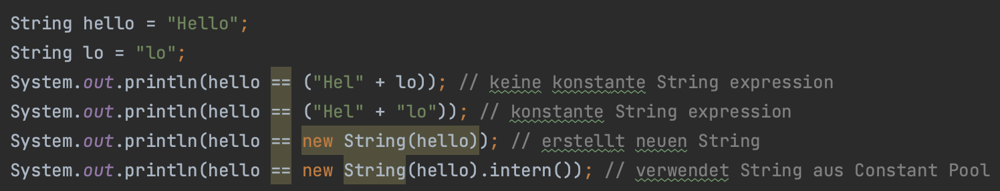 String hello = "Hello";
String lo = "lo";
System.out.println(hello == ("Hel" + lo)); // keine konstante String expression
System.out.println(hello == ("Hel" + "lo")); // konstante String expression
System.out.println(hello == new String(hello)); // erstellt neuen String
System.out.println(hello == new String(hello).intern()); // verwendet String aus Constant Pool